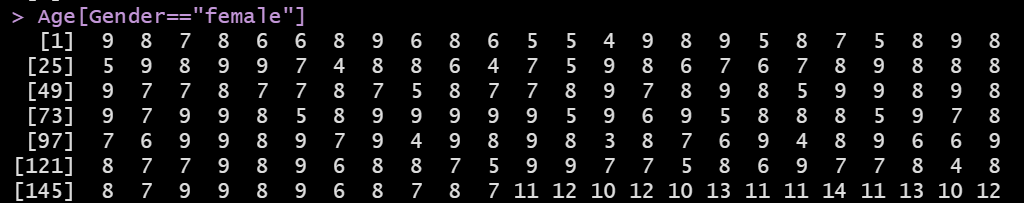 > Age[Gender=="female"]
[1] 9 8 7 8 6 6 8 9 6 8 6 5 5 4 9 8 9 5 8 7 5 8 9 8
[25] 5 9 8 9 9 7 4 8 8 6 4 7 5 9 8 6 7 6 7 8 9 8 8 8
[49] 9 7 7 8 7 7 8 7 5 8 7 7 8 9 7 8 9 8 5 9 9 8 9 8
[73] 9 7 9 9 8 5 8 9 9 9 9 9 5 9 6 9 5 8 8 8 5 9 7 8
[97] 7 6 9 9 8 9 7 9 4 9 8 9 8 3 8 7 6 9 4 8 9 6 6 9
[121] 8 7 7 9 8 9 6 8 8 7 5 9 9 7 7 5 8 6 9 7 7 8 4 8
[145] 8 7 9 9 8 9 6 8 7 8 7 11 12 10 12 10 13 11 11 14 11 13 10 12